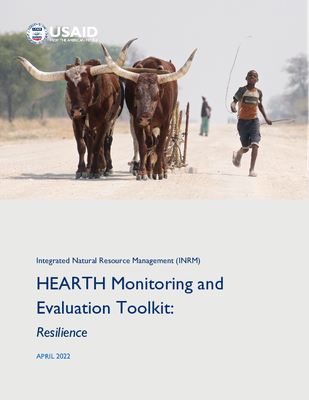 USAID
FROM THE AMERICAN PEOPLE
Integrated Natural Resource Management (INRM)
HEARTH Monitoring and
Evaluation Toolkit:
Resilience
APRIL 2022